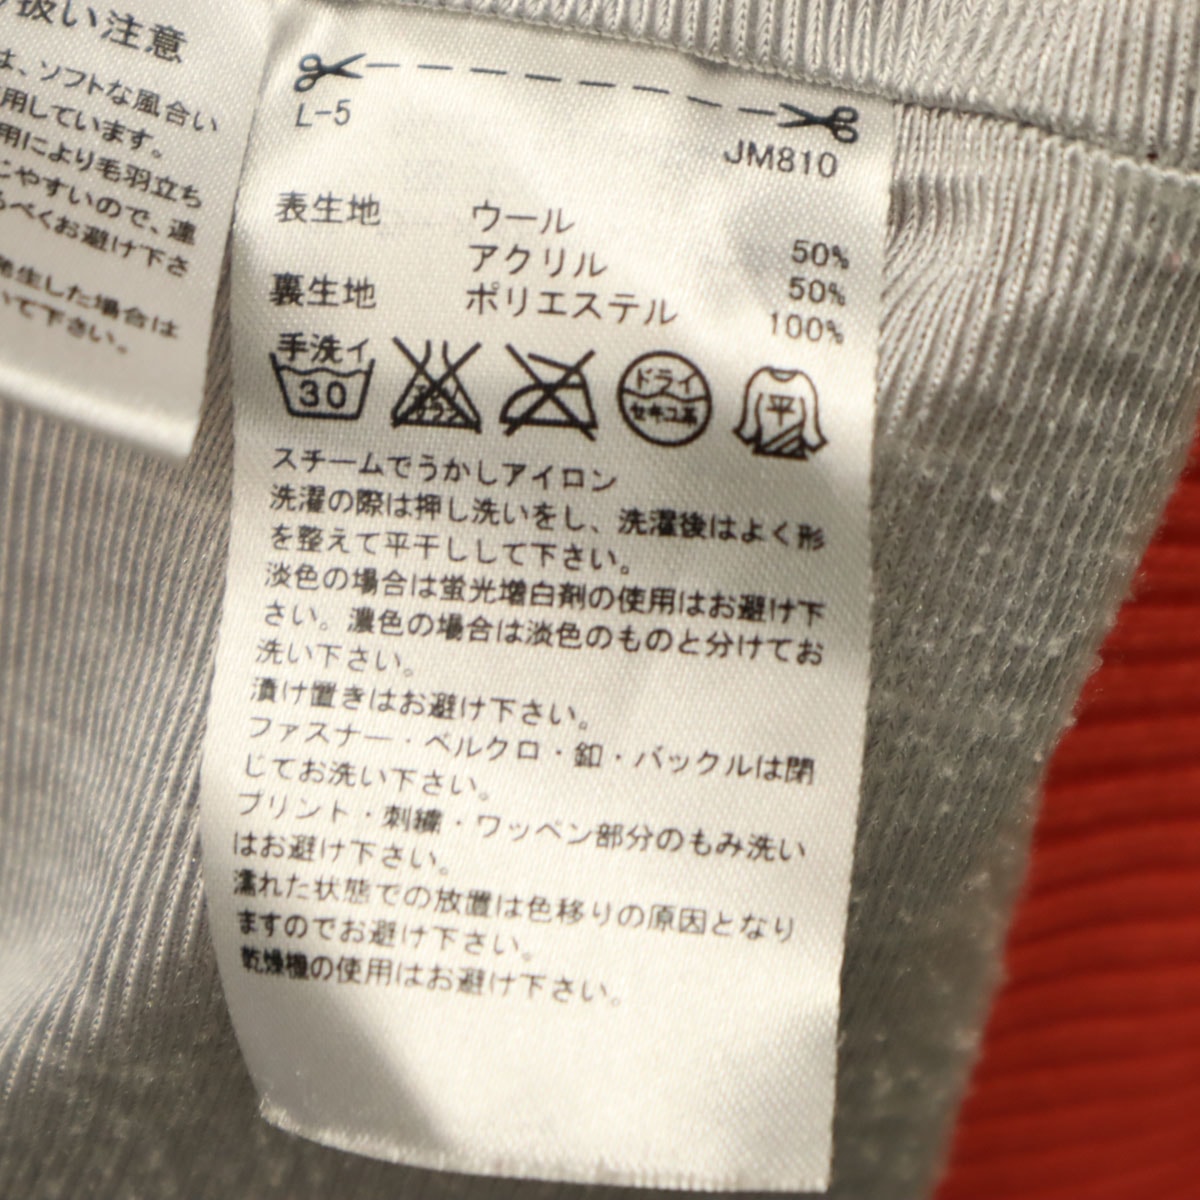 扱い注意
は、ソフトな風合い
用しています。
用により毛羽立ち
じやすいので、連
るべくお避け下さ
発生した場合は
いて下さい。
L-5
JM810
表生地 ウール 50%
アクリル 50%
裏生地 ポリエステル 100%
手洗イ
30
ドライ
セキユ系
平
スチームでうかしアイロン
洗濯の際は押し洗いをし、洗濯後はよく形
を整えて平干しして下さい。
淡色の場合は蛍光増白剤の使用はお避け下
さい。濃色の場合は淡色のものと分けてお
洗い下さい。
漬け置きはお避け下さい。
ファスナー・ベルクロ・釦・バックルは閉
じてお洗い下さい。
プリント・刺繍・ワッペン部分のもみ洗い
はお避け下さい。
濡れた状態での放置は色移りの原因となり
ますのでお避け下さい。
乾燥機の使用はお避け下さい。